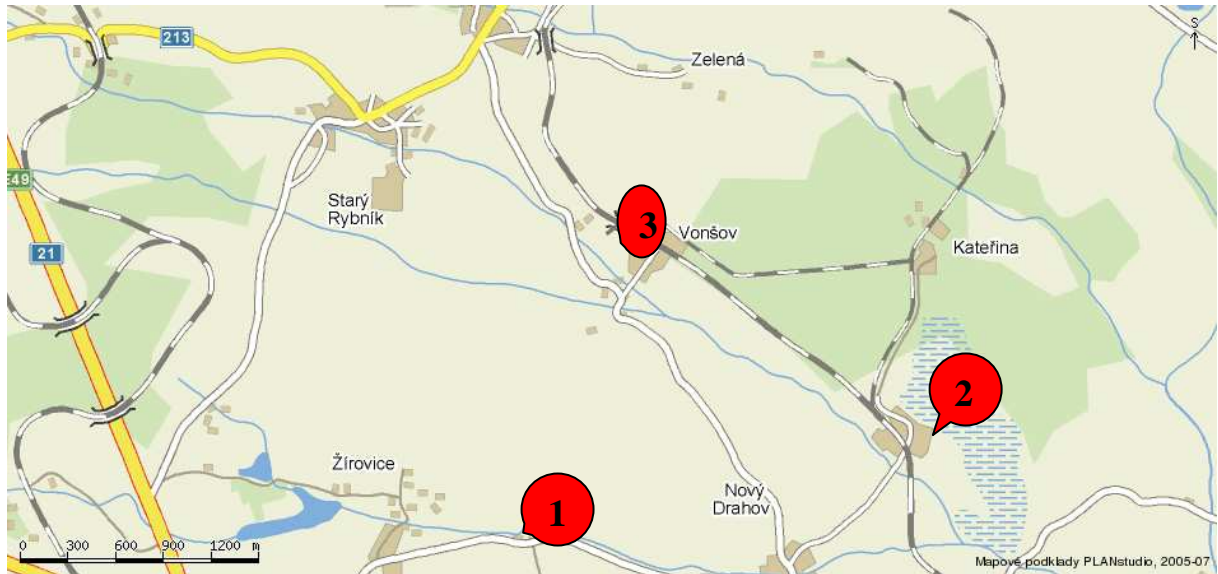 213
S
Zelená
E49
Starý
Rybník
3
Vonšov
Kateřina
21
2
Žírovice
Nový
Drahov
1
0 300 600 900 1200 m
Mapové podklady PLANstudio, 2005-07